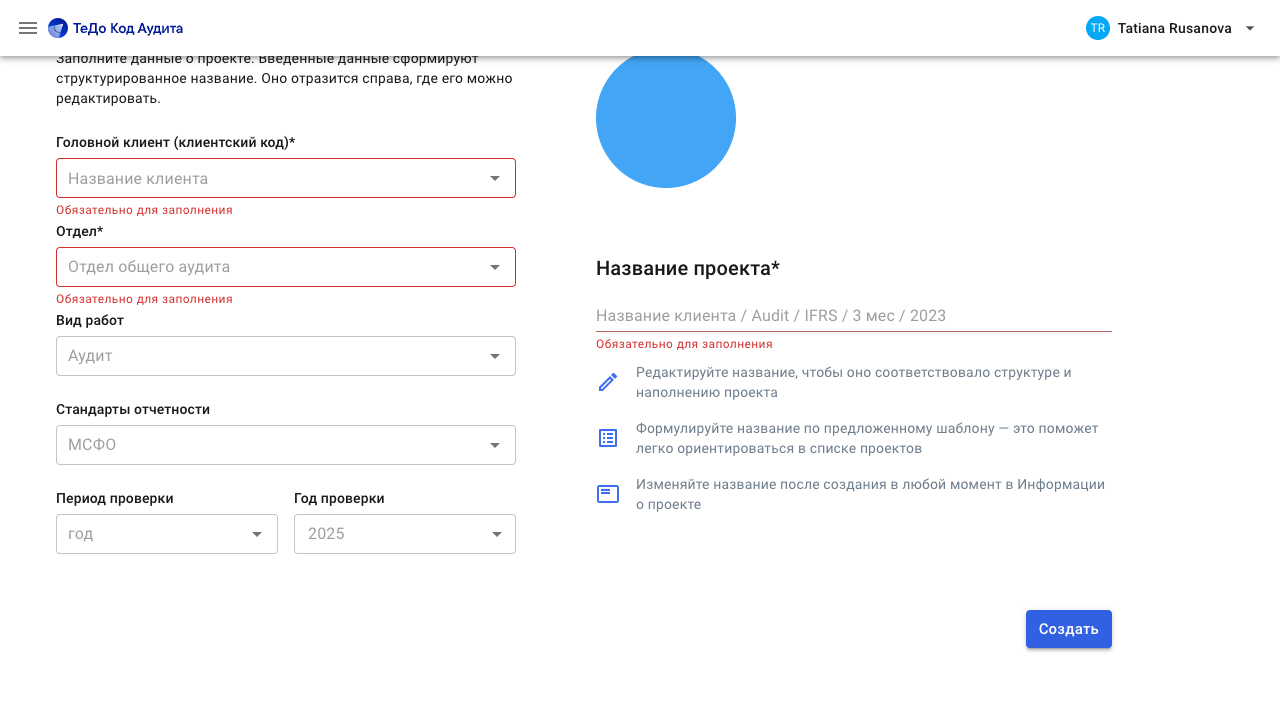 ТеДо Код Аудита
TR Tatiana Rusanova
Заполните данные о проекте. Введенные данные сформируют
структурированное название. Оно отразится справа, где его можно
редактировать.
Головной клиент (клиентский код)*
Название клиента
Обязательно для заполнения
Отдел*
Отдел общего аудита
Обязательно для заполнения
Вид работ
Аудит
Стандарты отчетности
МСФО
Период проверки
год
Год проверки
2025
Название проекта*
Название клиента / Audit / IFRS / 3 мес / 2023
Обязательно для заполнения
Редактируйте название, чтобы оно соответствовало структуре и
наполнению проекта
Формулируйте название по предложенному шаблону — это поможет
легко ориентироваться в списке проектов
Изменяйте название после создания в любой момент в Информации
о проекте
Создать